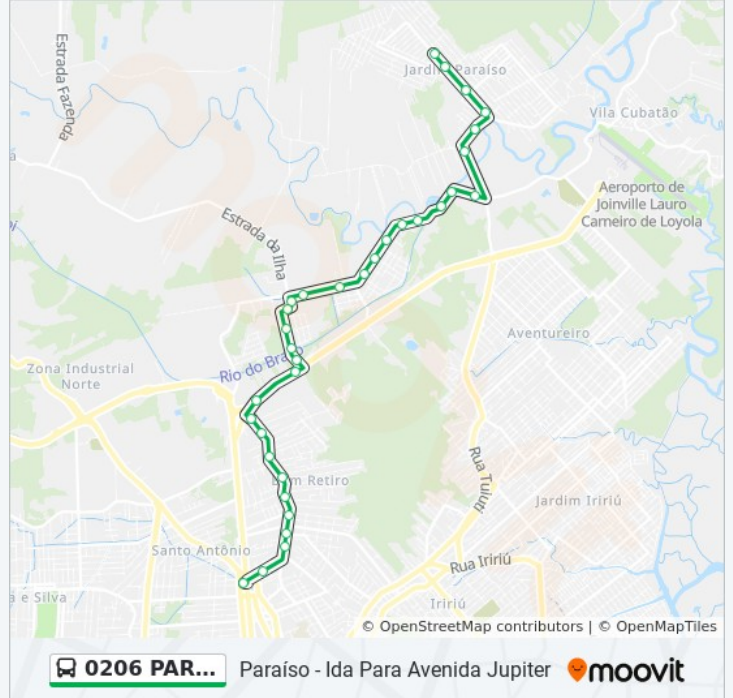 Estrada Fazenda
Jardim Paraíso
Vila Cubatão
Aeroporto de
Joinville Lauro
Carneiro de Loyola
Estrada da Ilha
Rio do Braço
Aventureiro
Zona Industrial
Norte
Rua Tuiuti
Bom Retiro
Jardim Iririú
Santo Antônio
Rua Iririú
a e Silva
Iririú
© OpenStreetMap contributors | © OpenMapTiles
0206 PAR...
Paraíso - Ida Para Avenida Jupiter
moovit